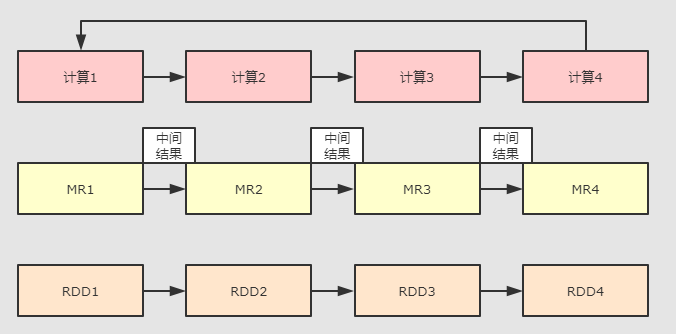 计算1
计算2
计算3
计算4
中间
结果
中间
结果
中间
结果
MR1
MR2
MR3
MR4
RDD1
RDD2
RDD3
RDD4